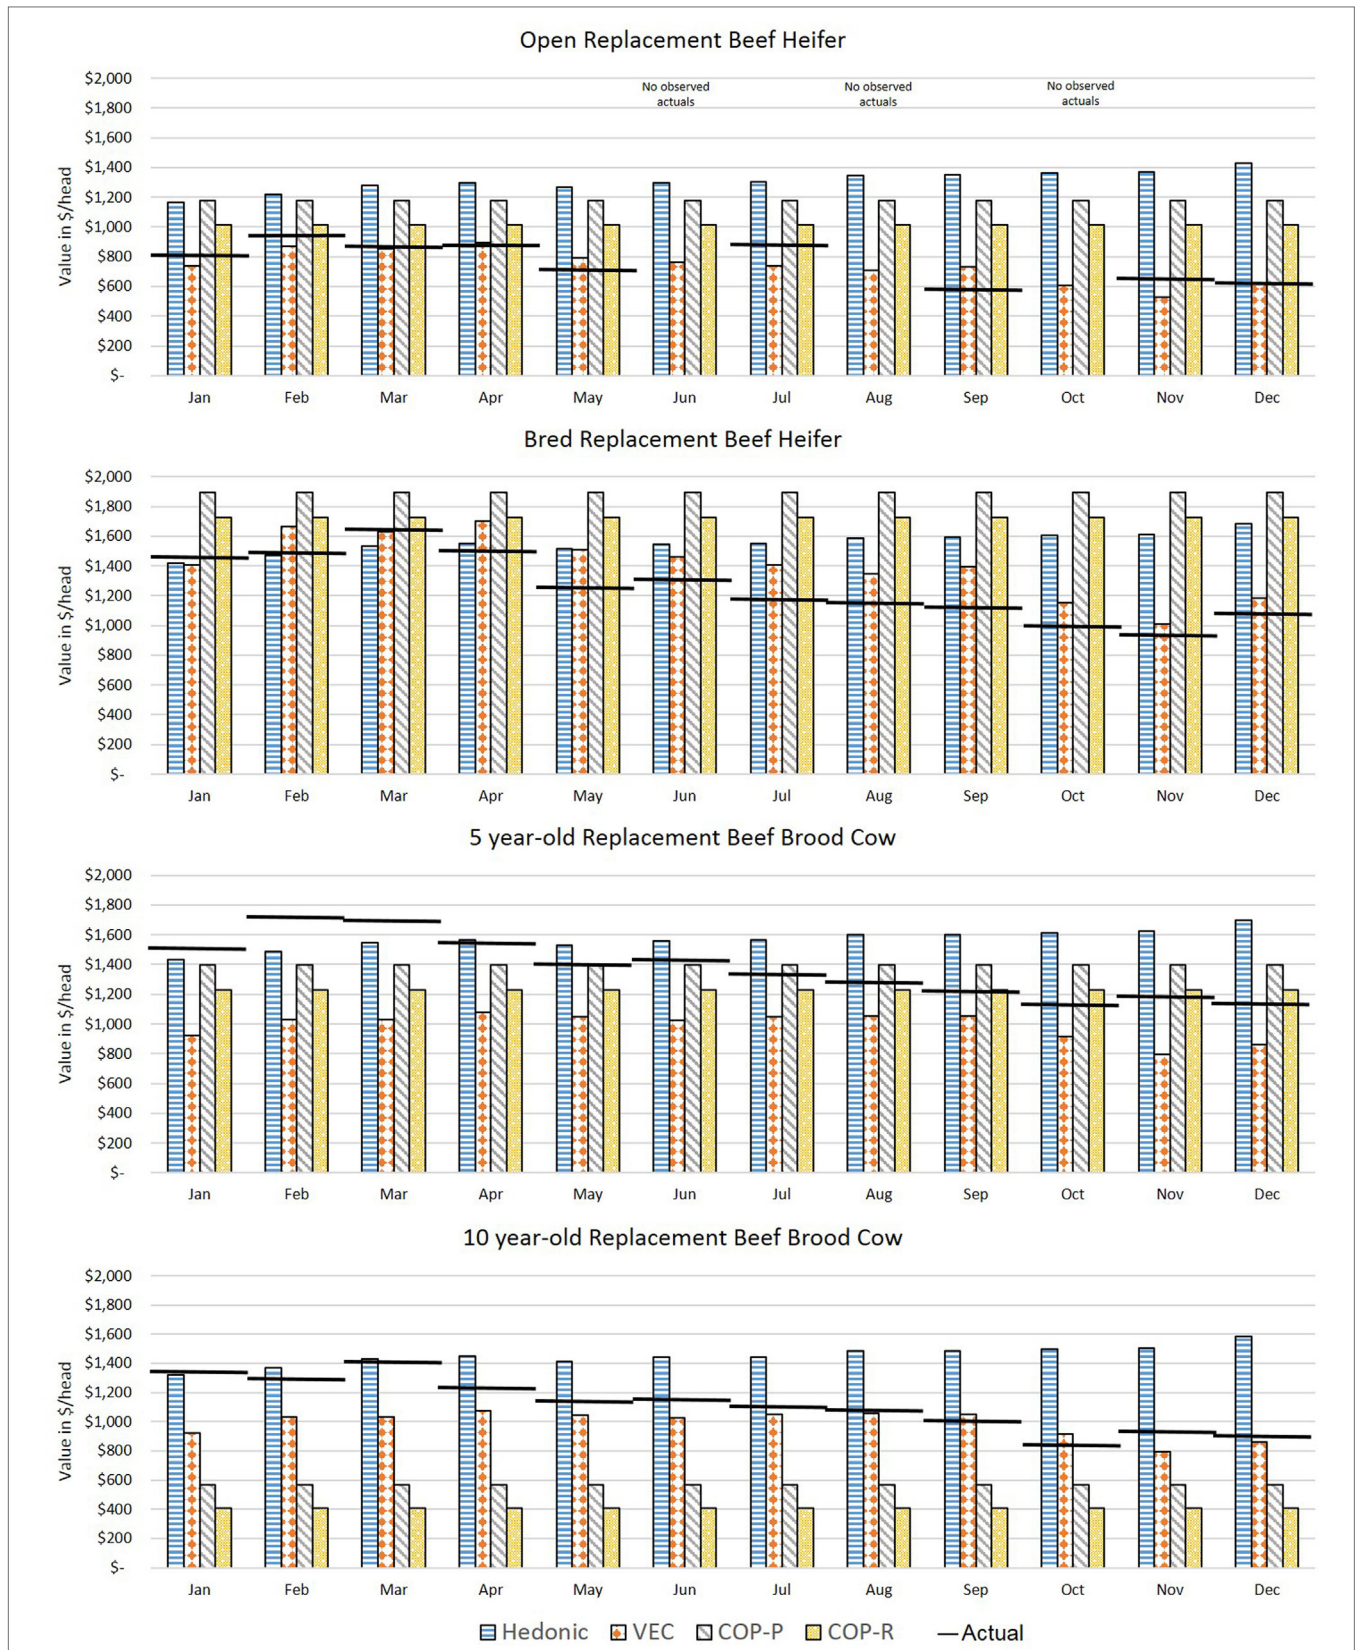 Open Replacement Beef Heifer
$2,000
$1,800
$1,600
$1,400
$1,200
$1,000
$800
$600
$400
$200
$-
Value in $/head
No observed
actuals
No observed
actuals
No observed
actuals
Jan Feb Mar Apr May Jun Jul Aug Sep Oct Nov Dec
Bred Replacement Beef Heifer
$2,000
$1,800
$1,600
$1,400
$1,200
$1,000
$800
$600
$400
$200
$-
Value in $/head
Jan Feb Mar Apr May Jun Jul Aug Sep Oct Nov Dec
5 year-old Replacement Beef Brood Cow
$2,000
$1,800
$1,600
$1,400
$1,200
$1,000
$800
$600
$400
$200
$-
Value in $/head
Jan Feb Mar Apr May Jun Jul Aug Sep Oct Nov Dec
10 year-old Replacement Beef Brood Cow
$2,000
$1,800
$1,600
$1,400
$1,200
$1,000
$800
$600
$400
$200
$-
Value in $/head
Jan Feb Mar Apr May Jun Jul Aug Sep Oct Nov Dec
Hedonic VEC COP-P COP-R Actual